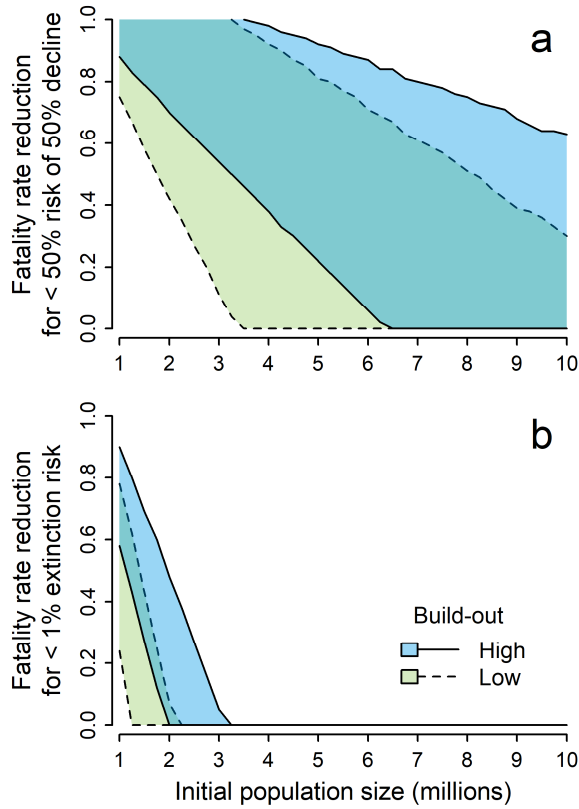 a
Fatality rate reduction
for < 50% risk of 50% decline
1.0
0.8
0.6
0.4
0.2
0.0
1 2 3 4 5 6 7 8 9 10
b
Fatality rate reduction
for < 1% extinction risk
1.0
0.8
0.6
0.4
0.2
0.0
Build-out
High
Low
1 2 3 4 5 6 7 8 9 10
Initial population size (millions)